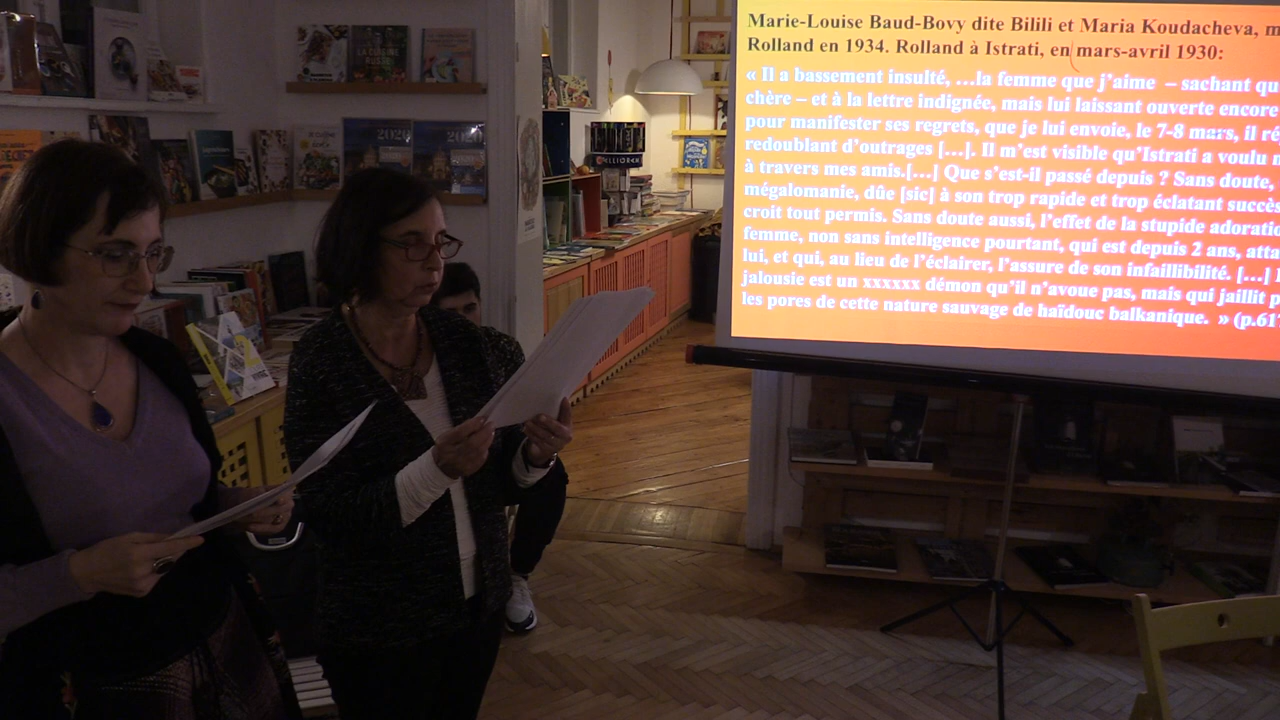 Marie-Louise Baud-Bovy dite Bilili et Maria Koudacheva, m
Rolland en 1934. Rolland à Istrati, en mars-avril 1930:
« Il a bassement insulté, …la femme que j'aime – sachant qu
chère – et à la lettre indignée, mais lui laissant ouverte encore
pour manifester ses regrets, que je lui envoie, le 7-8 mars, il ré
redoublant d'outrages […]. Il m'est visible qu'Istrati a voulu m
à travers mes amis.[…] Que s'est-il passé depuis ? Sans doute,
mégalomanie, dûe [sic] à son trop rapide et trop éclatant succès
croit tout permis. Sans doute aussi, l'effet de la stupide adoratio
femme, non sans intelligence pourtant, qui est depuis 2 ans, atta
lui, et qui, au lieu de l'éclairer, l'assure de son infaillibilité. […]
jalousie est un xxxxxx démon qu'il n'avoue pas, mais qui jaillit p
les pores de cette nature sauvage de haïdouc balkanique. » (p.617
LA CUISINE
RUSSE
2020